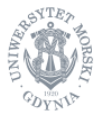 UNIWERSYTET MORSKI
1920
· GDYNIA ·